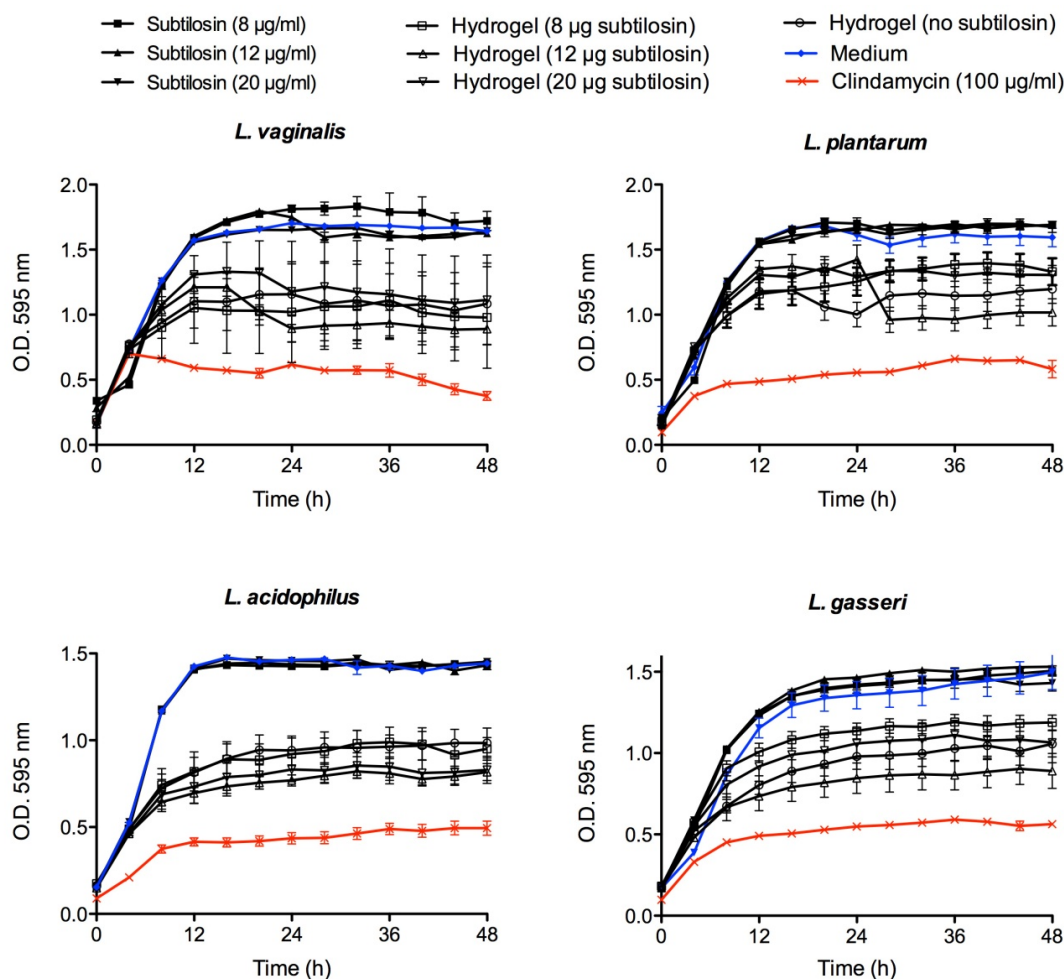 Subtilosin (8 µg/ml) Hydrogel (8 µg subtilosin) Hydrogel (no subtilosin)
Subtilosin (12 µg/ml) Hydrogel (12 µg subtilosin) Medium
Subtilosin (20 µg/ml) Hydrogel (20 µg subtilosin) Clindamycin (100 µg/ml)
L. vaginalis
O.D. 595 nm
2.0
1.5
1.0
0.5
0.0
0 12 24 36 48
Time (h)
L. plantarum
O.D. 595 nm
2.0
1.5
1.0
0.5
0.0
0 12 24 36 48
Time (h)
L. acidophilus
O.D. 595 nm
1.5
1.0
0.5
0.0
0 12 24 36 48
Time (h)
L. gasseri
O.D. 595 nm
1.5
1.0
0.5
0.0
0 12 24 36 48
Time (h)